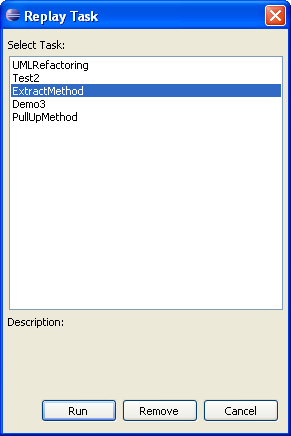 Replay Task
Select Task:
UMLRefactoring
Test2
ExtractMethod
Demo3
PullUpMethod
Description:
Run Remove Cancel